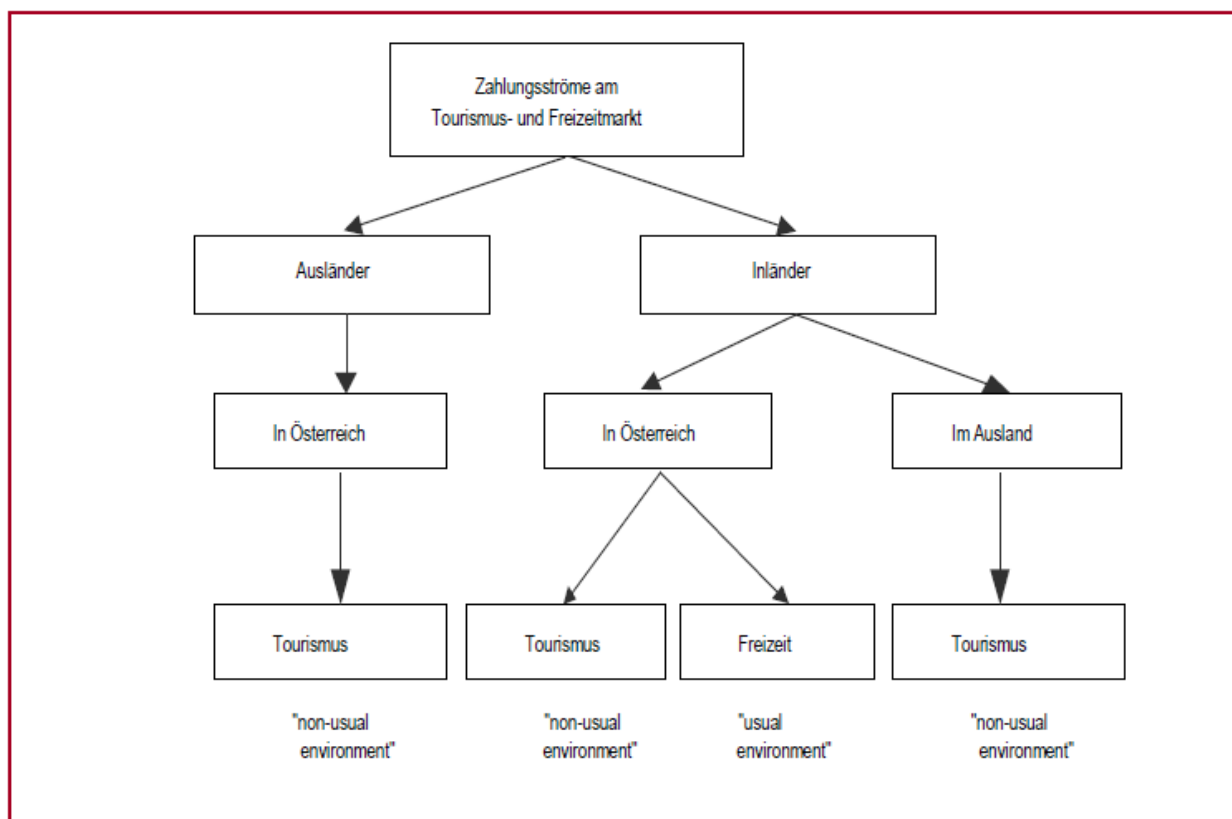 Zahlungsströme am
Tourismus- und Freizeitmarkt
Ausländer
Inländer
In Österreich
In Österreich
Im Ausland
Tourismus
Tourismus
Freizeit
Tourismus
"non-usual
environment"
"non-usual
environment"
"usual
environment"
"non-usual
environment"